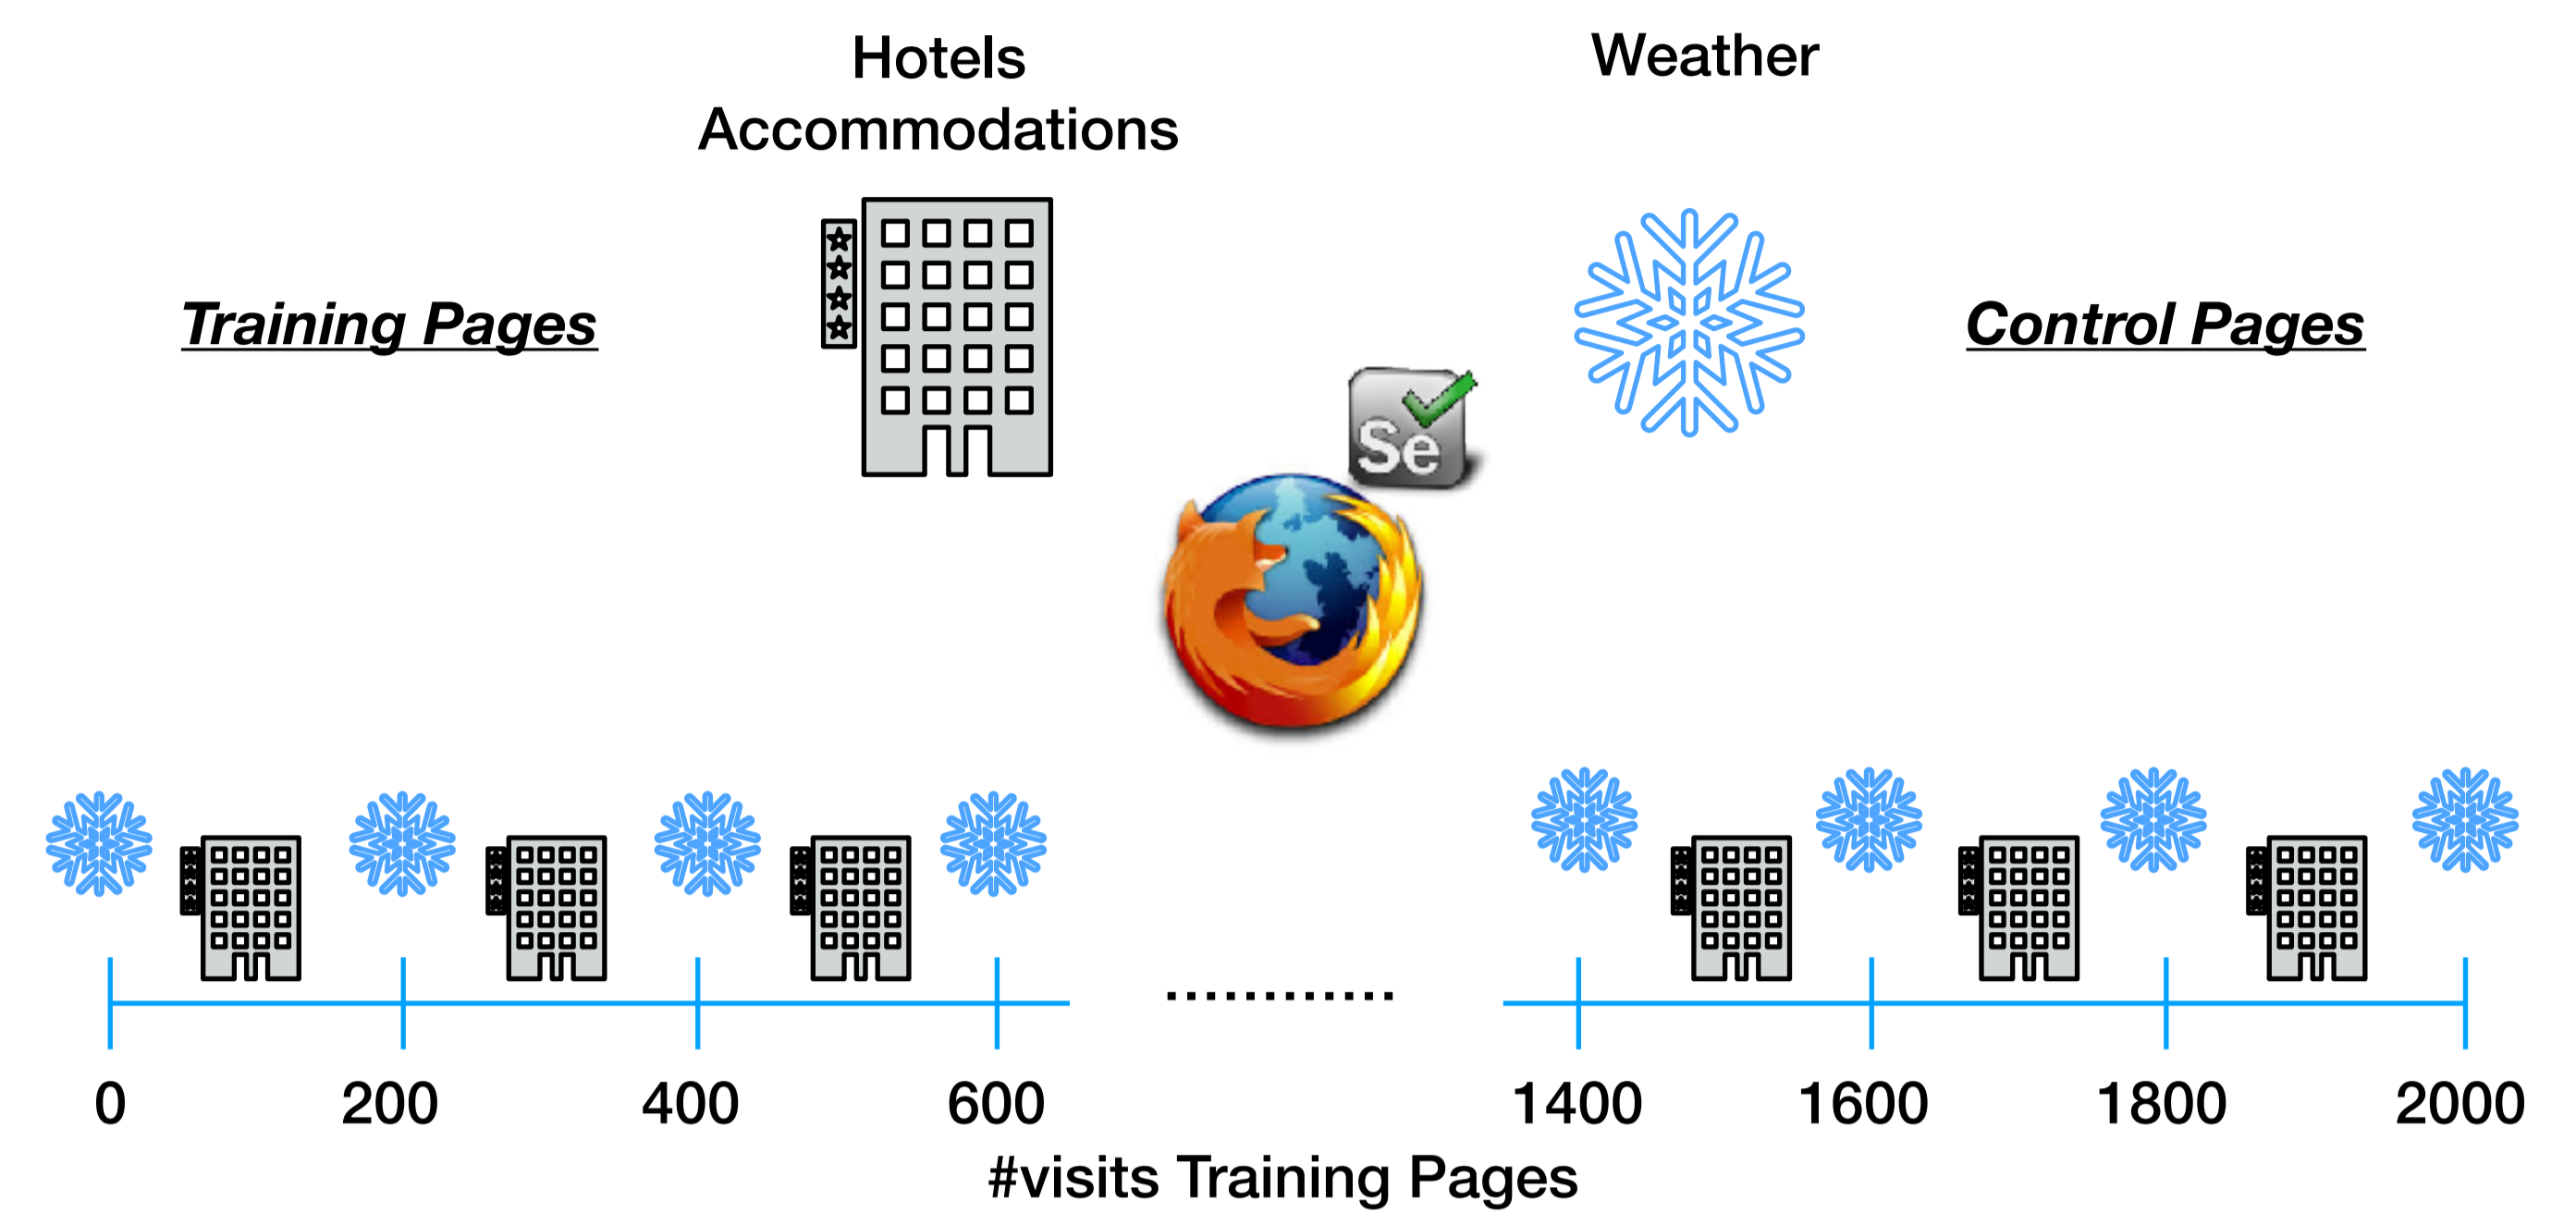 Hotels
Accommodations
Weather
Training Pages
Control Pages
Se
0 200 400 600 ............ 1400 1600 1800 2000
#visits Training Pages